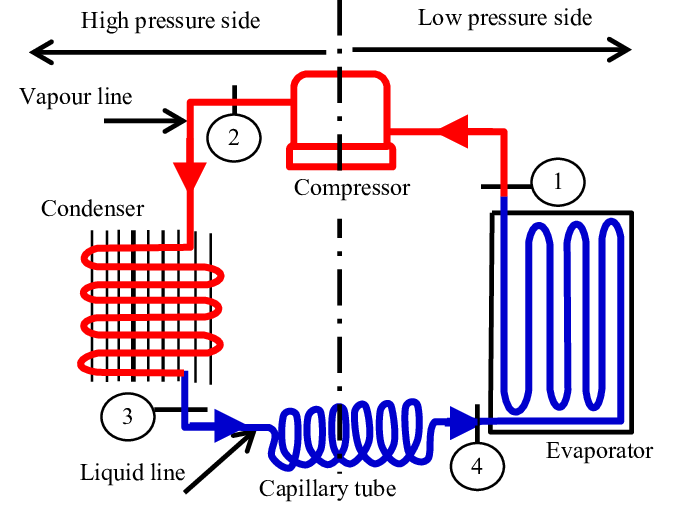 High pressure side
Low pressure side
Vapour line
2
Compressor
1
Condenser
3
Liquid line
Capillary tube
4
Evaporator